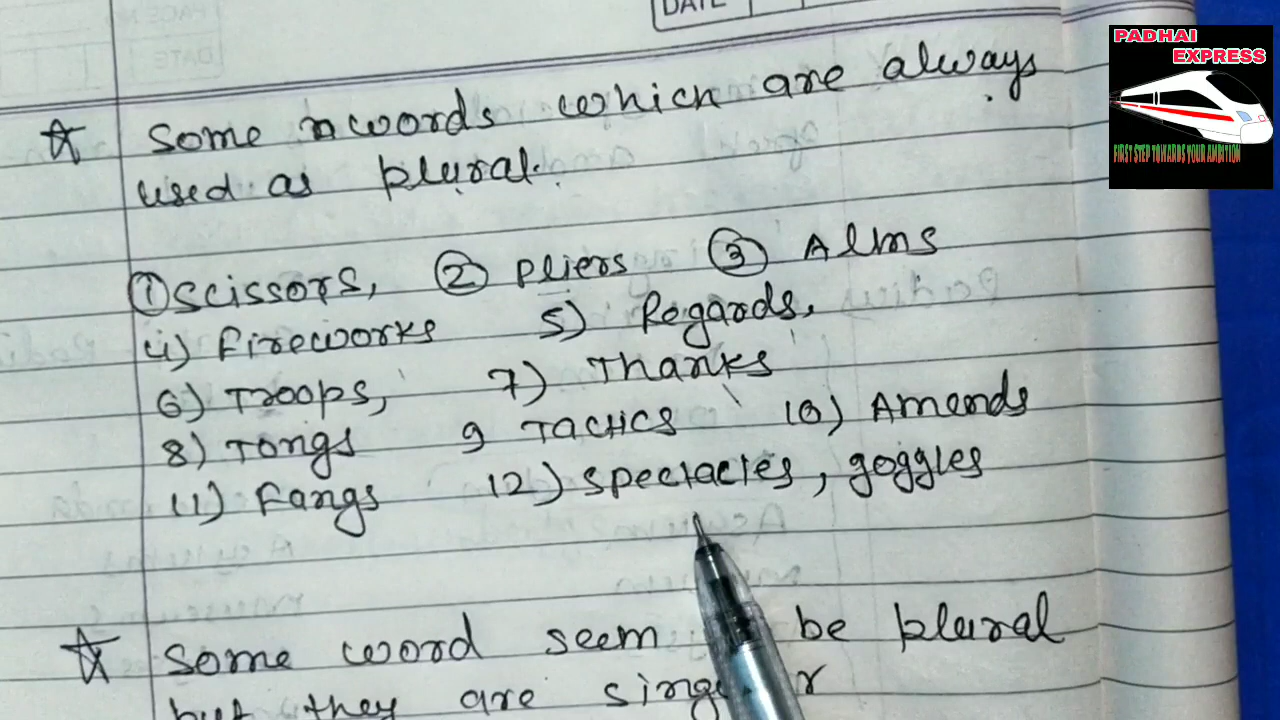 DATE
PADHAI
EXPRESS
FIRST STEP TOWARDS YOUR AMBITION
☆ Some words which are always
used as plural.
① Scissors, ② Pliers ③ Alms
4) Fireworks 5) Regards,
6) Troops, 7) Thanks
8) Tongs 9 Tactics 10) Amends
11) Fangs 12) Spectacles, goggles
☆ Some word seem be plural
but they are